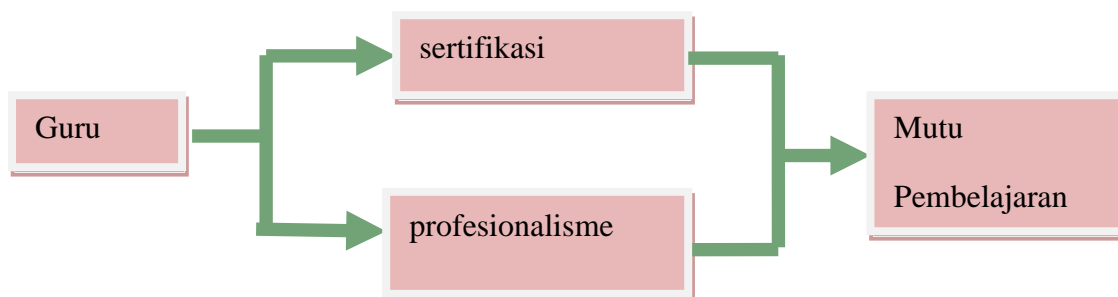 sertifikasi
Guru
Mutu
Pembelajaran
profesionalisme